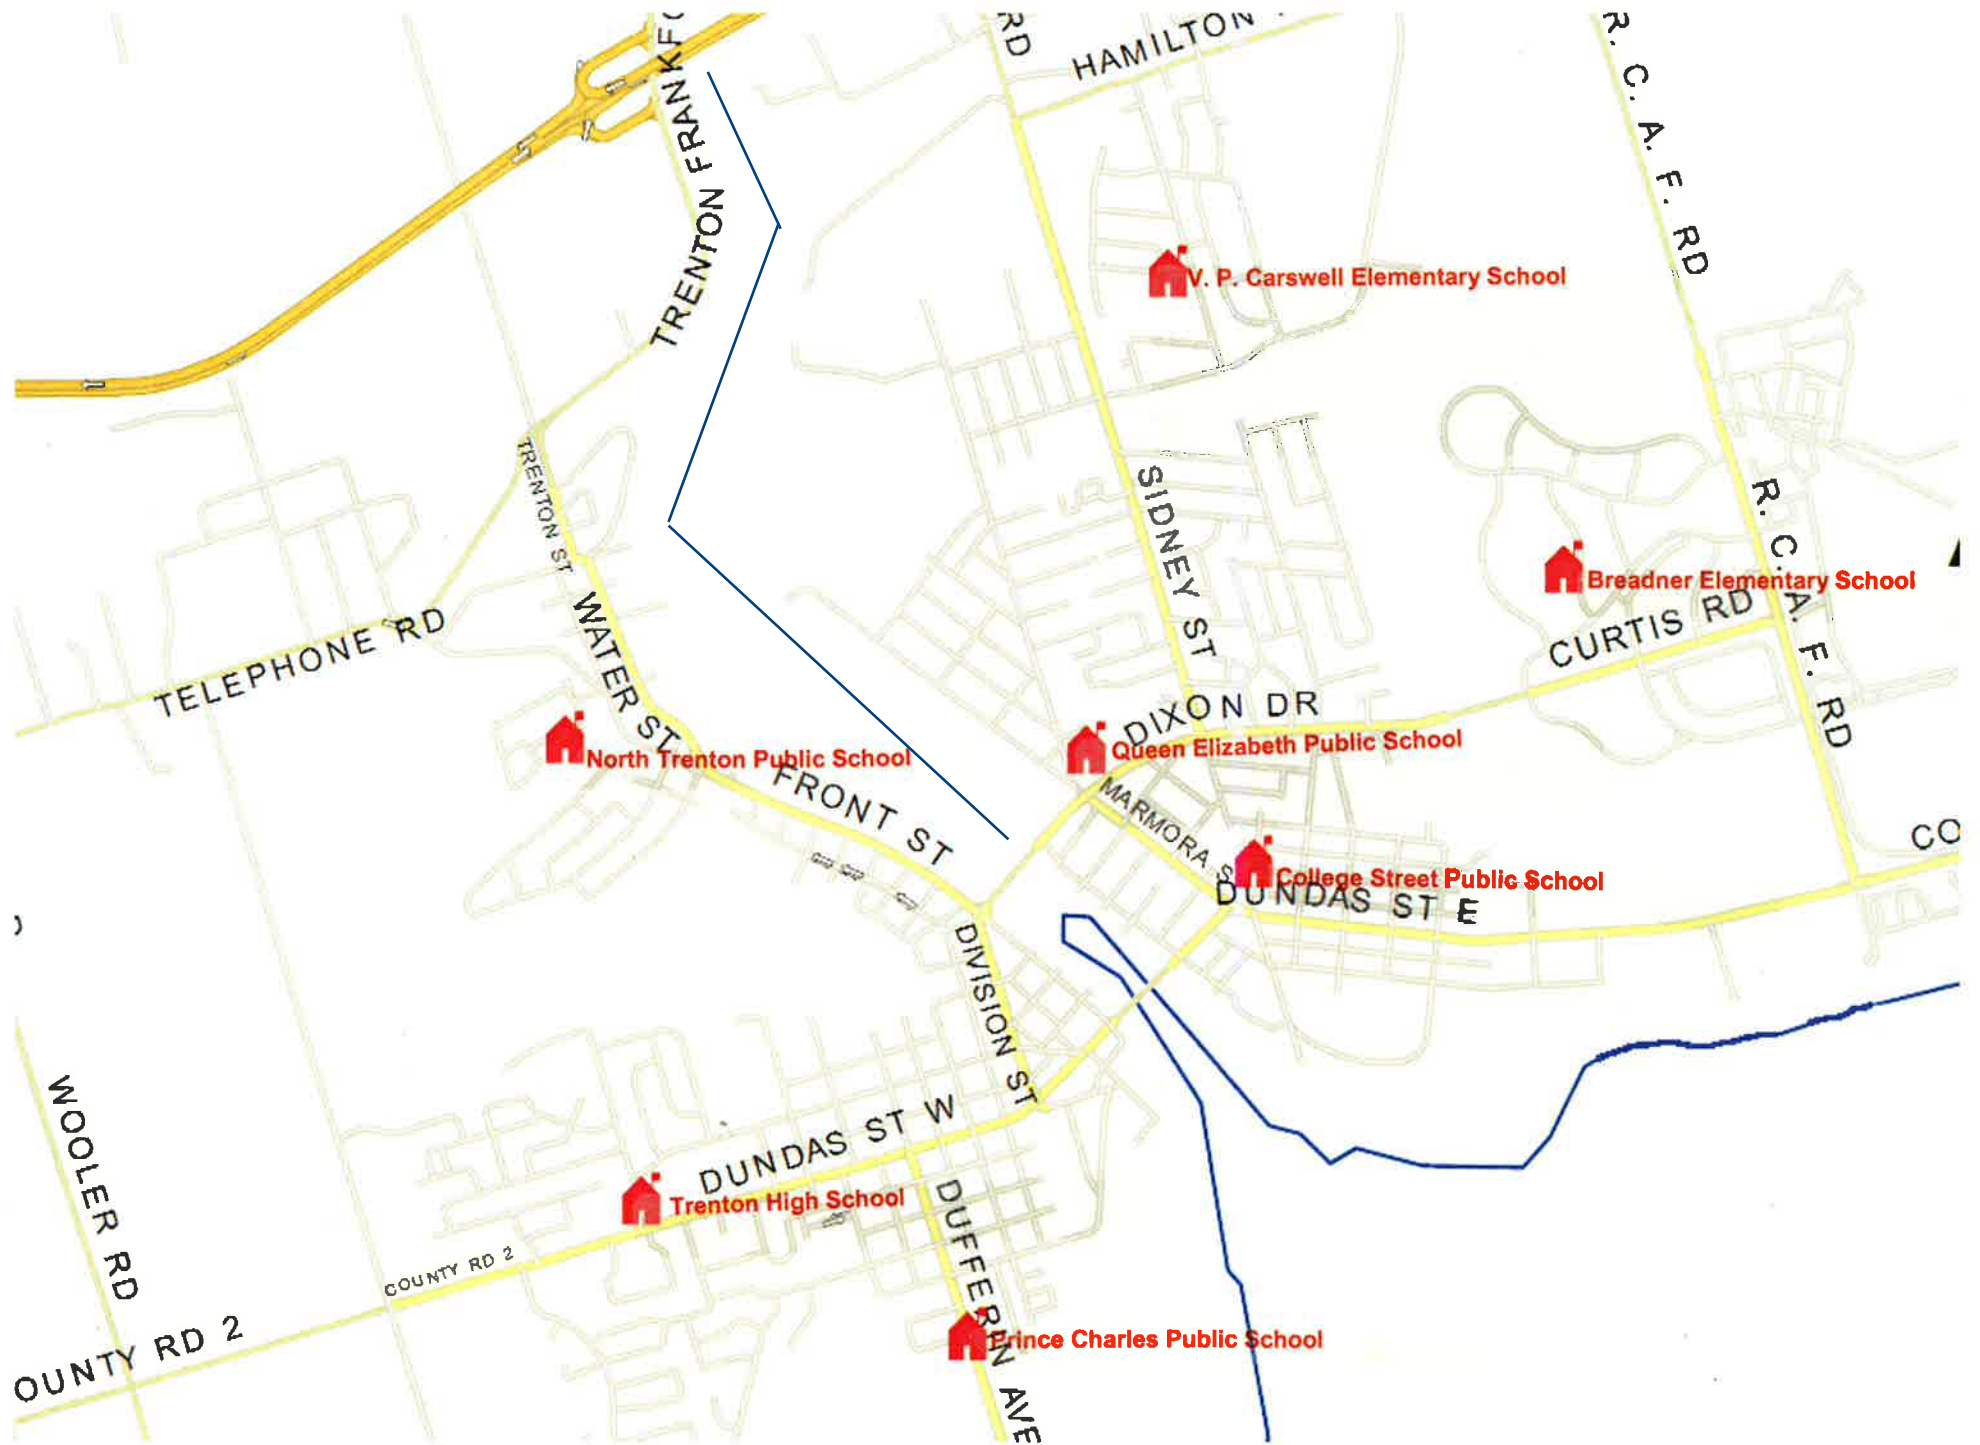 TRENTON FRANKFO
RD
HAMILTON
R. C. A. F. RD
V. P. Carswell Elementary School
TRENTON ST
SIDNEY ST
R. C. A. F. RD
Breadner Elementary School
CURTIS RD
TELEPHONE RD
WATER ST
DIXON DR
Queen Elizabeth Public School
North Trenton Public School
FRONT ST
MARMORA S
CO
College Street Public School
DUNDAS ST E
DIVISION ST
WOOLER RD
DUNDAS ST W
Trenton High School
DUFFERIN AVE
COUNTY RD 2
OUNTY RD 2
Prince Charles Public School